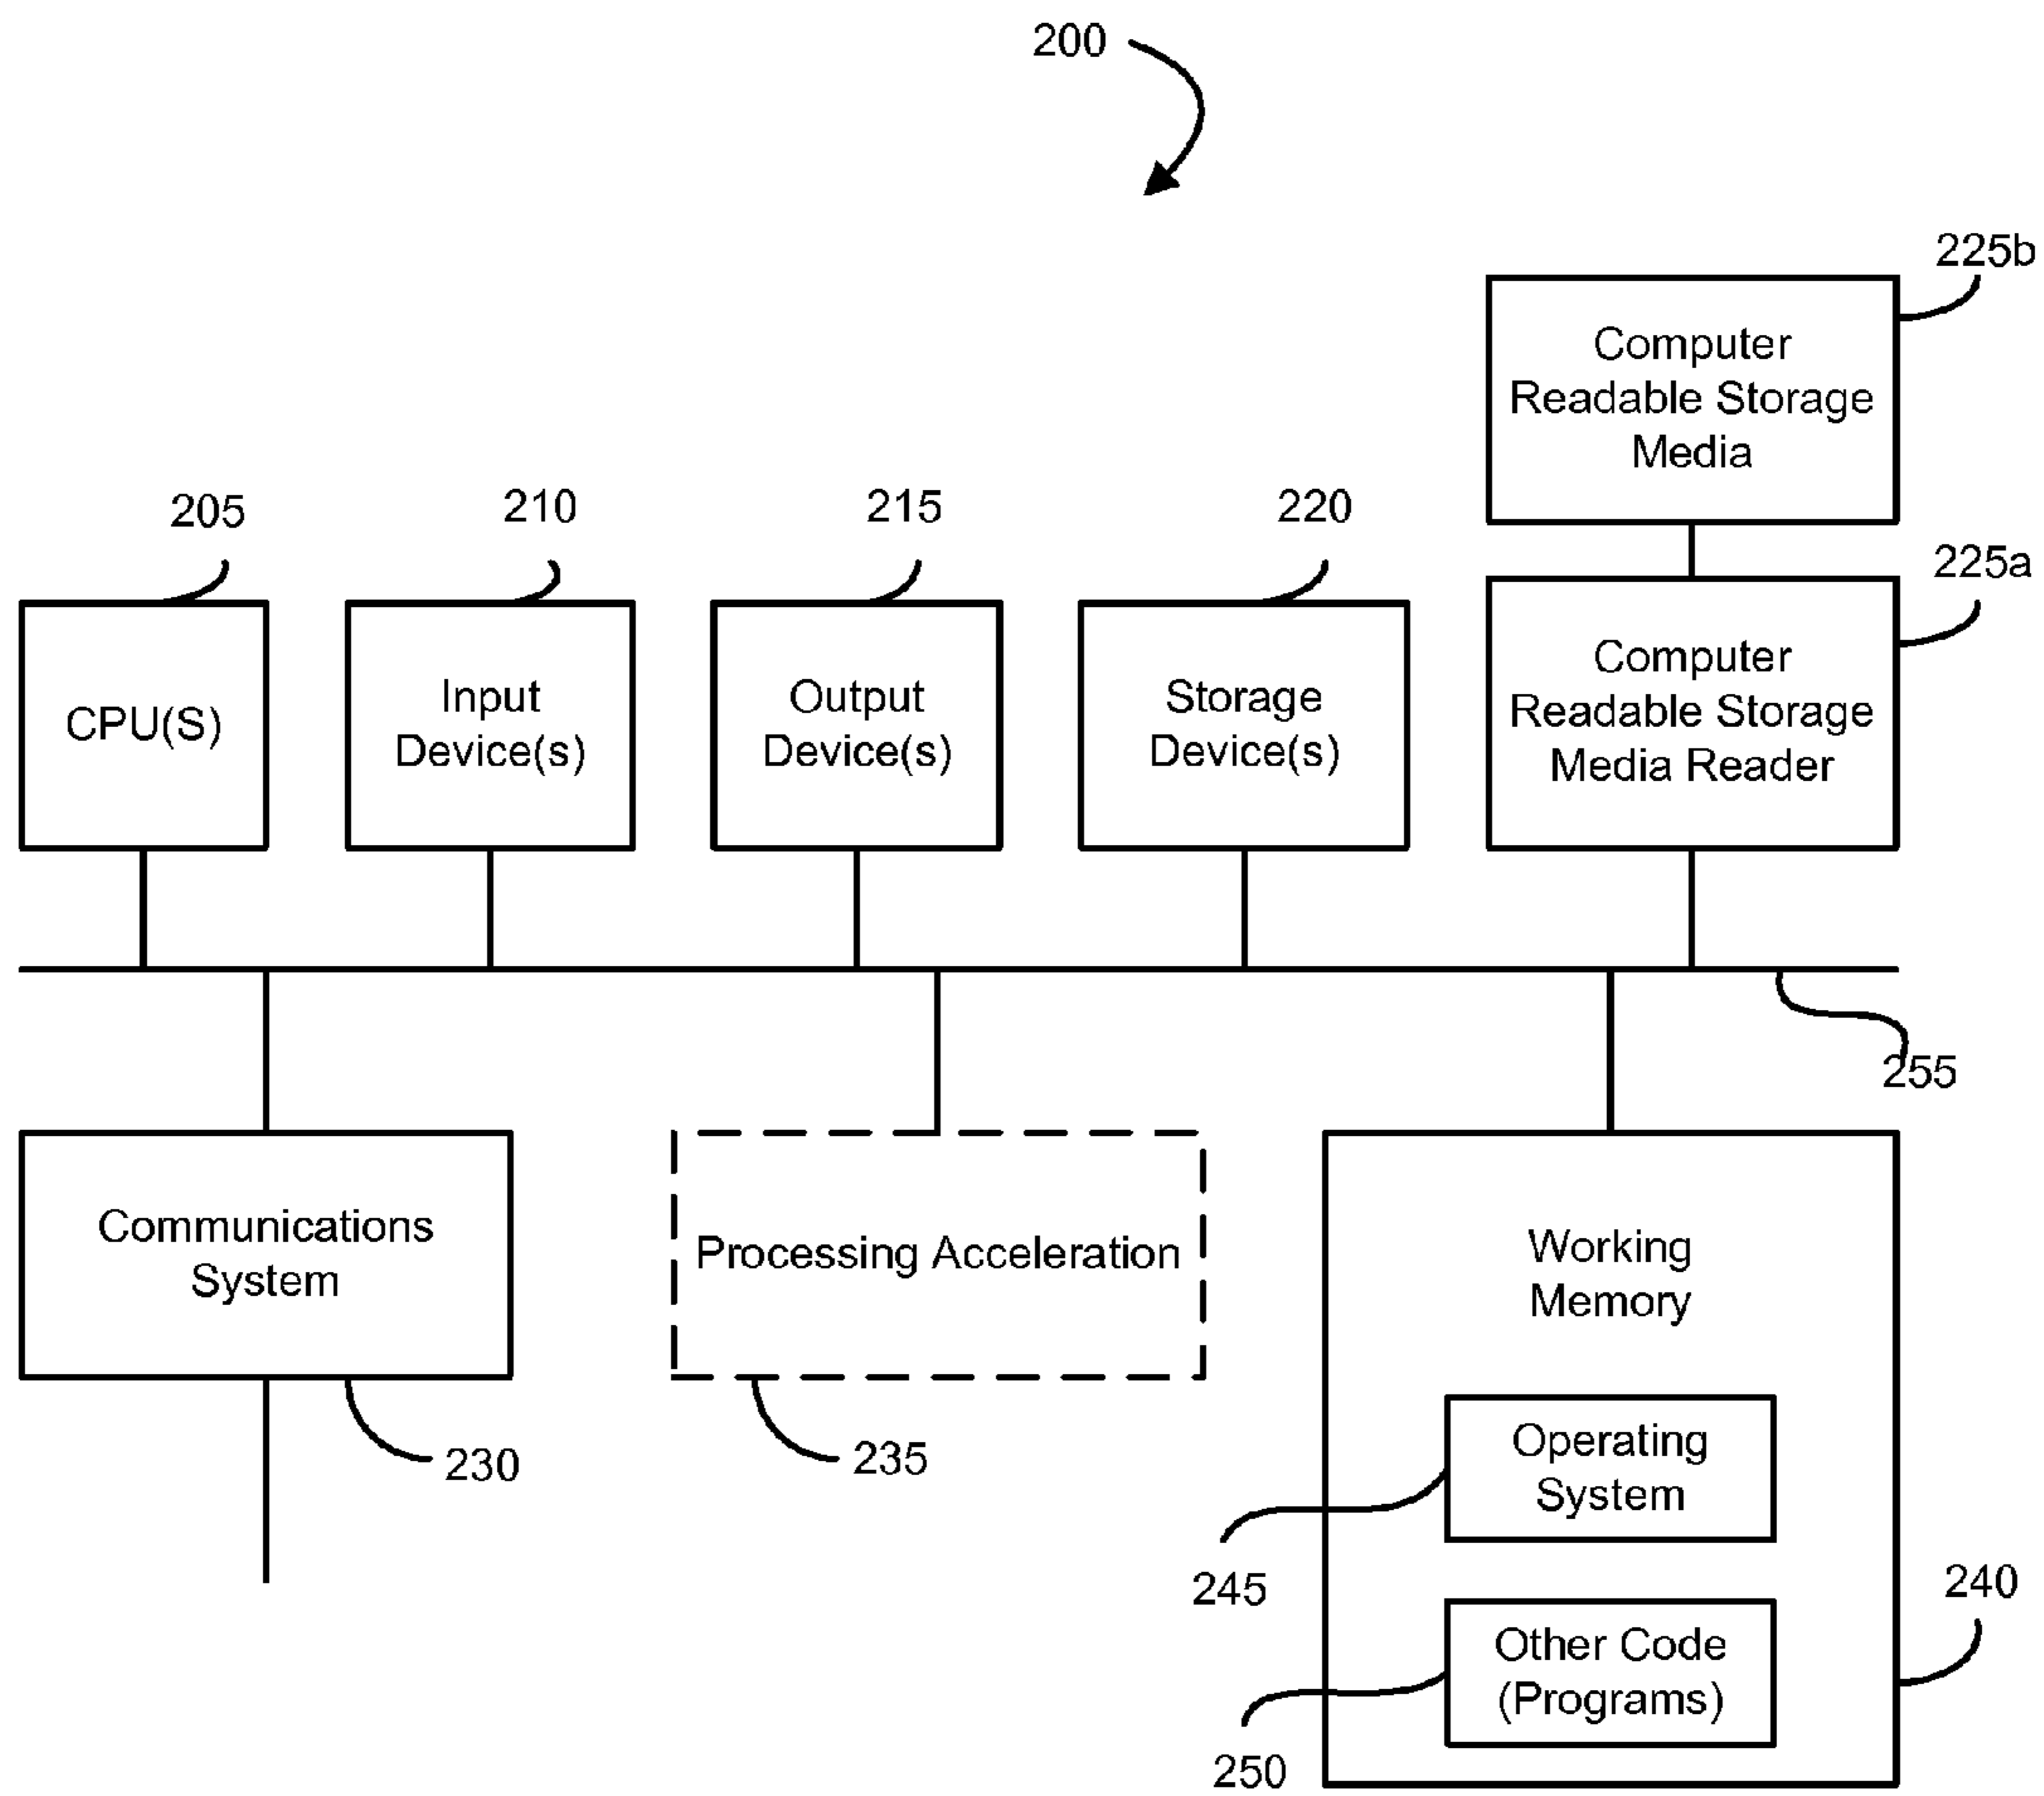 200
225b
Computer
Readable Storage
Media
205
210
215
220
225a
CPU(S)
Input
Device(s)
Output
Device(s)
Storage
Device(s)
Computer
Readable Storage
Media Reader
255
Communications
System
Processing Acceleration
Working
Memory
230
235
Operating
System
245
240
Other Code
(Programs)
250